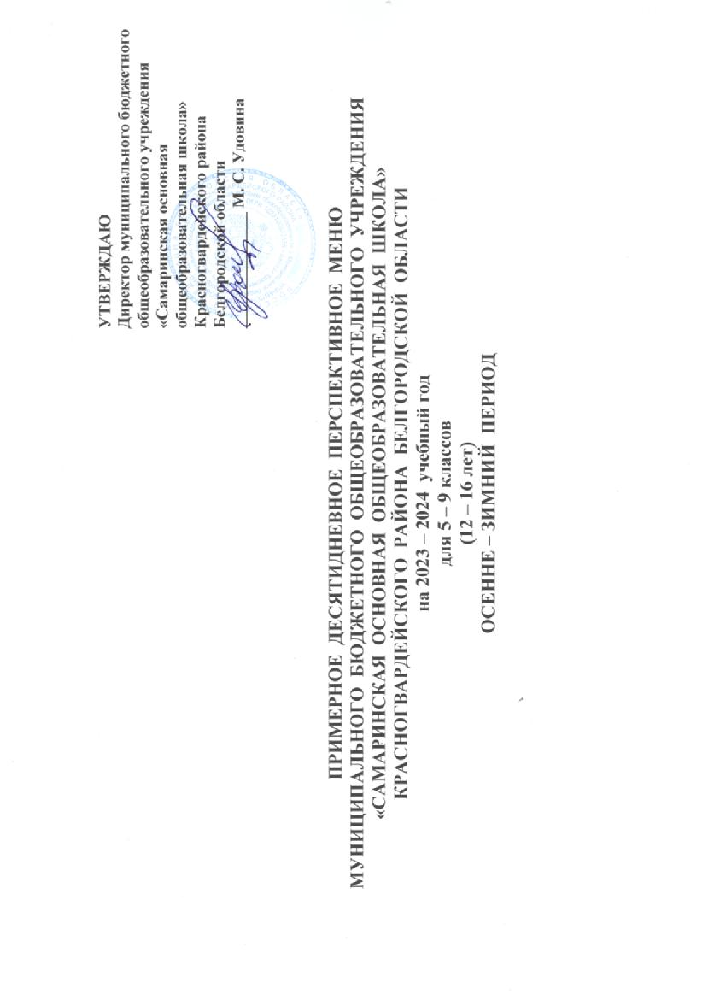 УТВЕРЖДАЮ
Директор муниципального бюджетного
общеобразовательного учреждения
«Самаринская основная
общеобразовательная школа»
Красногвардейского района
Белгородской области
М. С. Удовина
ПРИМЕРНОЕ ДЕСЯТИДНЕВНОЕ ПЕРСПЕКТИВНОЕ МЕНЮ
МУНИЦИПАЛЬНОГО БЮДЖЕТНОГО ОБЩЕОБРАЗОВАТЕЛЬНОГО УЧРЕЖДЕНИЯ
«САМАРИНСКАЯ ОСНОВНАЯ ОБЩЕОБРАЗОВАТЕЛЬНАЯ ШКОЛА»
КРАСНОГВАРДЕЙСКОГО РАЙОНА БЕЛГОРОДСКОЙ ОБЛАСТИ
на 2023 – 2024 учебный год
для 5 – 9 классов
(12 – 16 лет)
ОСЕННЕ – ЗИМНИЙ ПЕРИОД